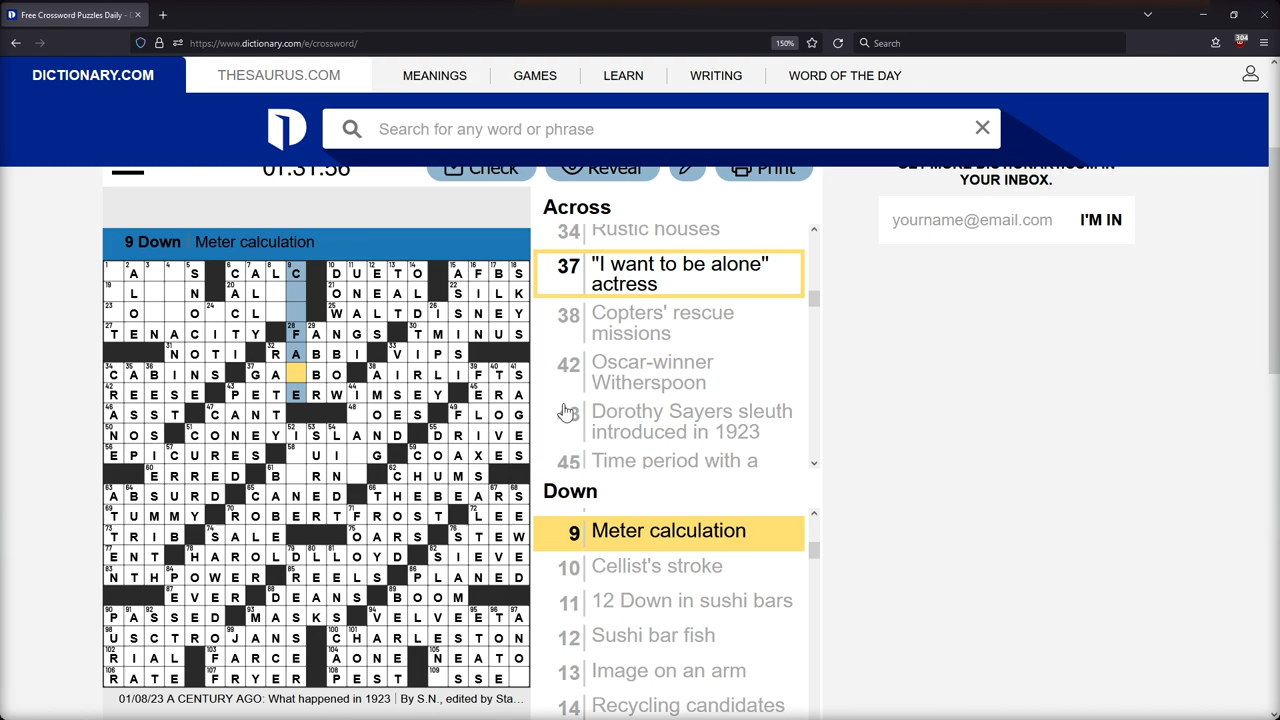 Free Crossword Puzzles Daily -
https://www.dictionary.com/e/crossword/
150%
Search
304
DICTIONARY.COM
THESAURUS.COM
MEANINGS
GAMES
LEARN
WRITING
WORD OF THE DAY
Search for any word or phrase
01:31:56
Check
Reveal
Print
YOUR INBOX.
yourname@email.com
I'M IN
9 Down Meter calculation
Across
34 Rustic houses
37 "I want to be alone"
actress
38 Copters' rescue
missions
42 Oscar-winner
Witherspoon
Dorothy Sayers sleuth
introduced in 1923
45 Time period with a
Down
9 Meter calculation
10 Cellist's stroke
11 12 Down in sushi bars
12 Sushi bar fish
13 Image on an arm
14 Recycling candidates
A S C A L C D U E T O A F B S
L N A L O N E A L S I L K
O O C L W A L T D I S N E Y
T E N A C I T Y F A N G S T M I N U S
N O T I R A B B I V I P S
C A B I N S G A B O A I R L I F T S
R E E S E P E T E R W I M S E Y E R A
A S S T C A N T O E S F L O G
N O S C O N E Y I S L A N D D R I V E
E P I C U R E S U I G C O A X E S
E R R E D B R N C H U M S
A B S U R D C A N E D T H E B E A R S
T U M M Y R O B E R T F R O S T L E E
T R I B S A L E O A R S S T E W
E N T H A R O L D L L O Y D S I E V E
N T H P O W E R R E E L S P L A N E D
E V E R D E A N S B O O M
P A S S E D M A S K S V E L V E E T A
U S C T R O J A N S C H A R L E S T O N
R I A L F A R C E A O N E N E A T O
R A T E F R Y E R P E S T S S E
01/08/23 A CENTURY AGO: What happened in 1923 | By S.N., edited by Sta...